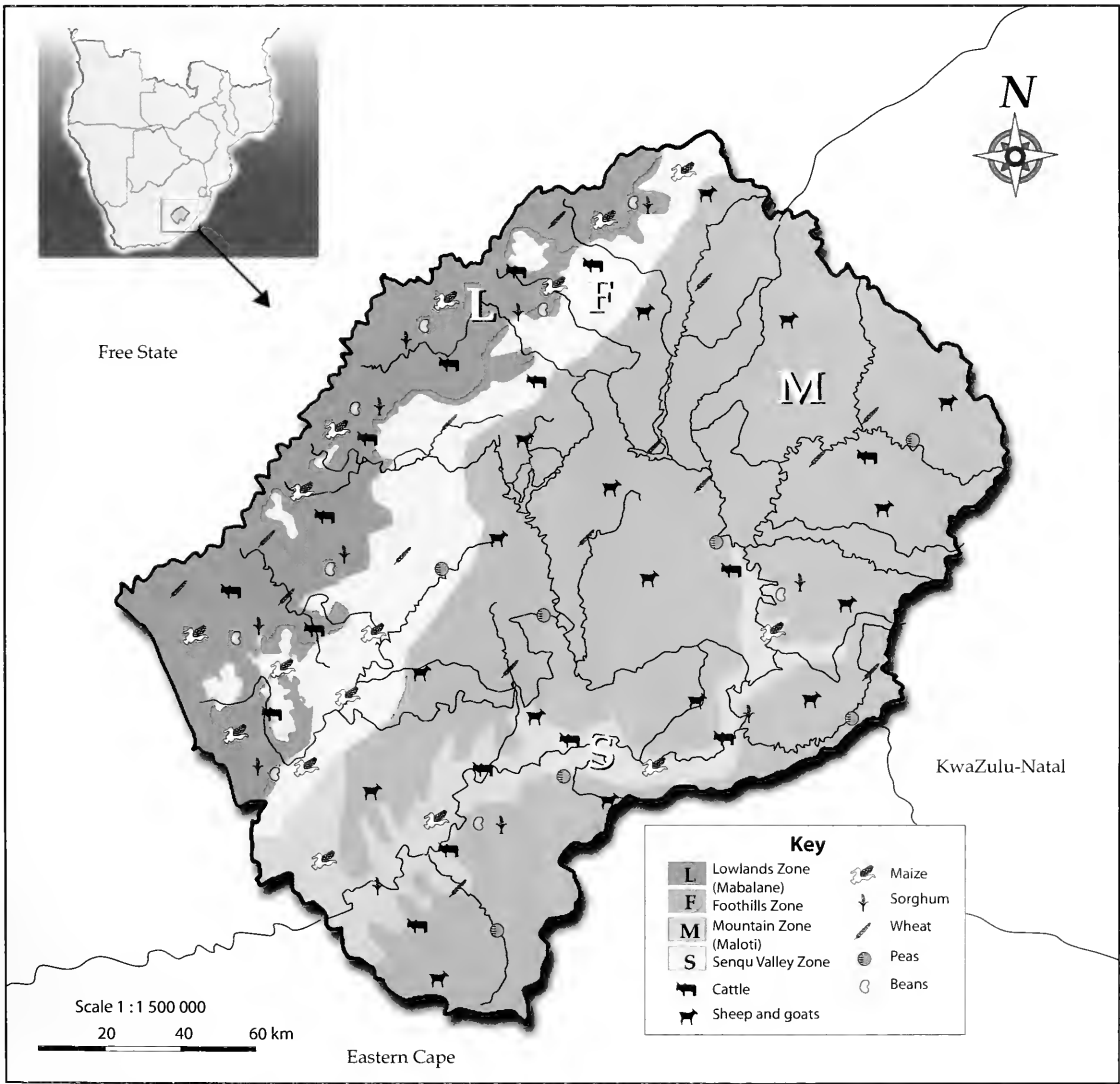 N
Free State
L
F
M
S
KwaZulu-Natal
Eastern Cape
Scale 1 : 1 500 000
20 40 60 km
Key
L Lowlands Zone
(Mabalane)
F Foothills Zone
M Mountain Zone
(Maloti)
S Senqu Valley Zone
Cattle
Sheep and goats
Maize
Sorghum
Wheat
Peas
Beans